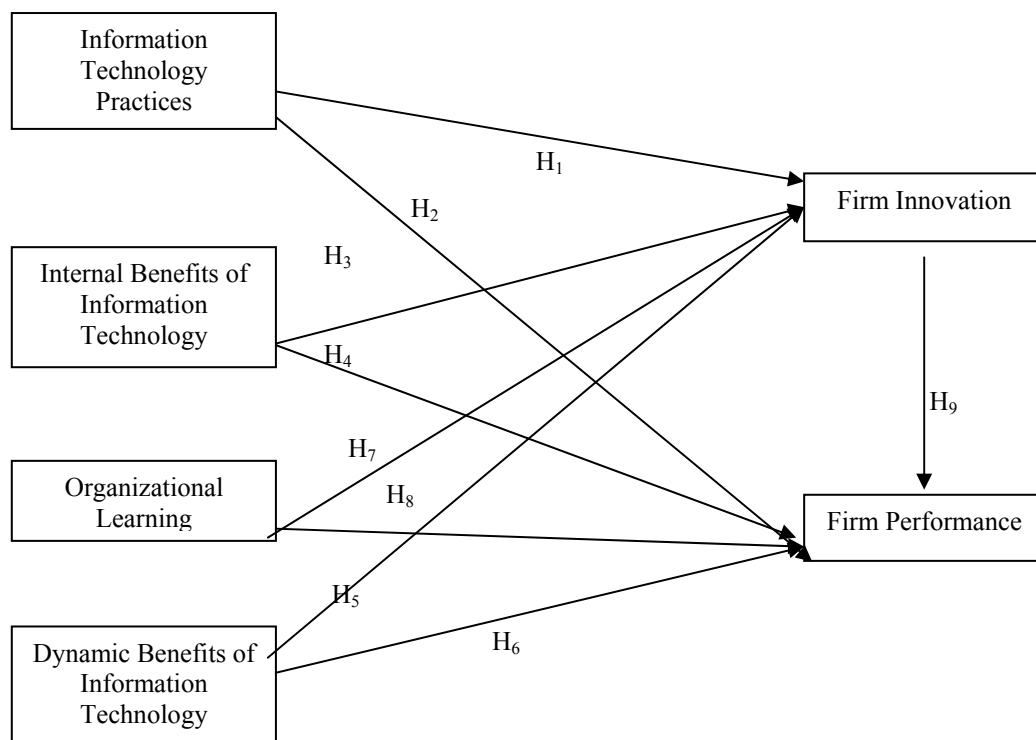 Information
Technology
Practices
H₁
Firm Innovation
H₂
Internal Benefits of
Information
Technology
H₃
H₄
H₉
H₇
Organizational
Learning
H₈
Firm Performance
H₅
H₆
Dynamic Benefits of
Information
Technology